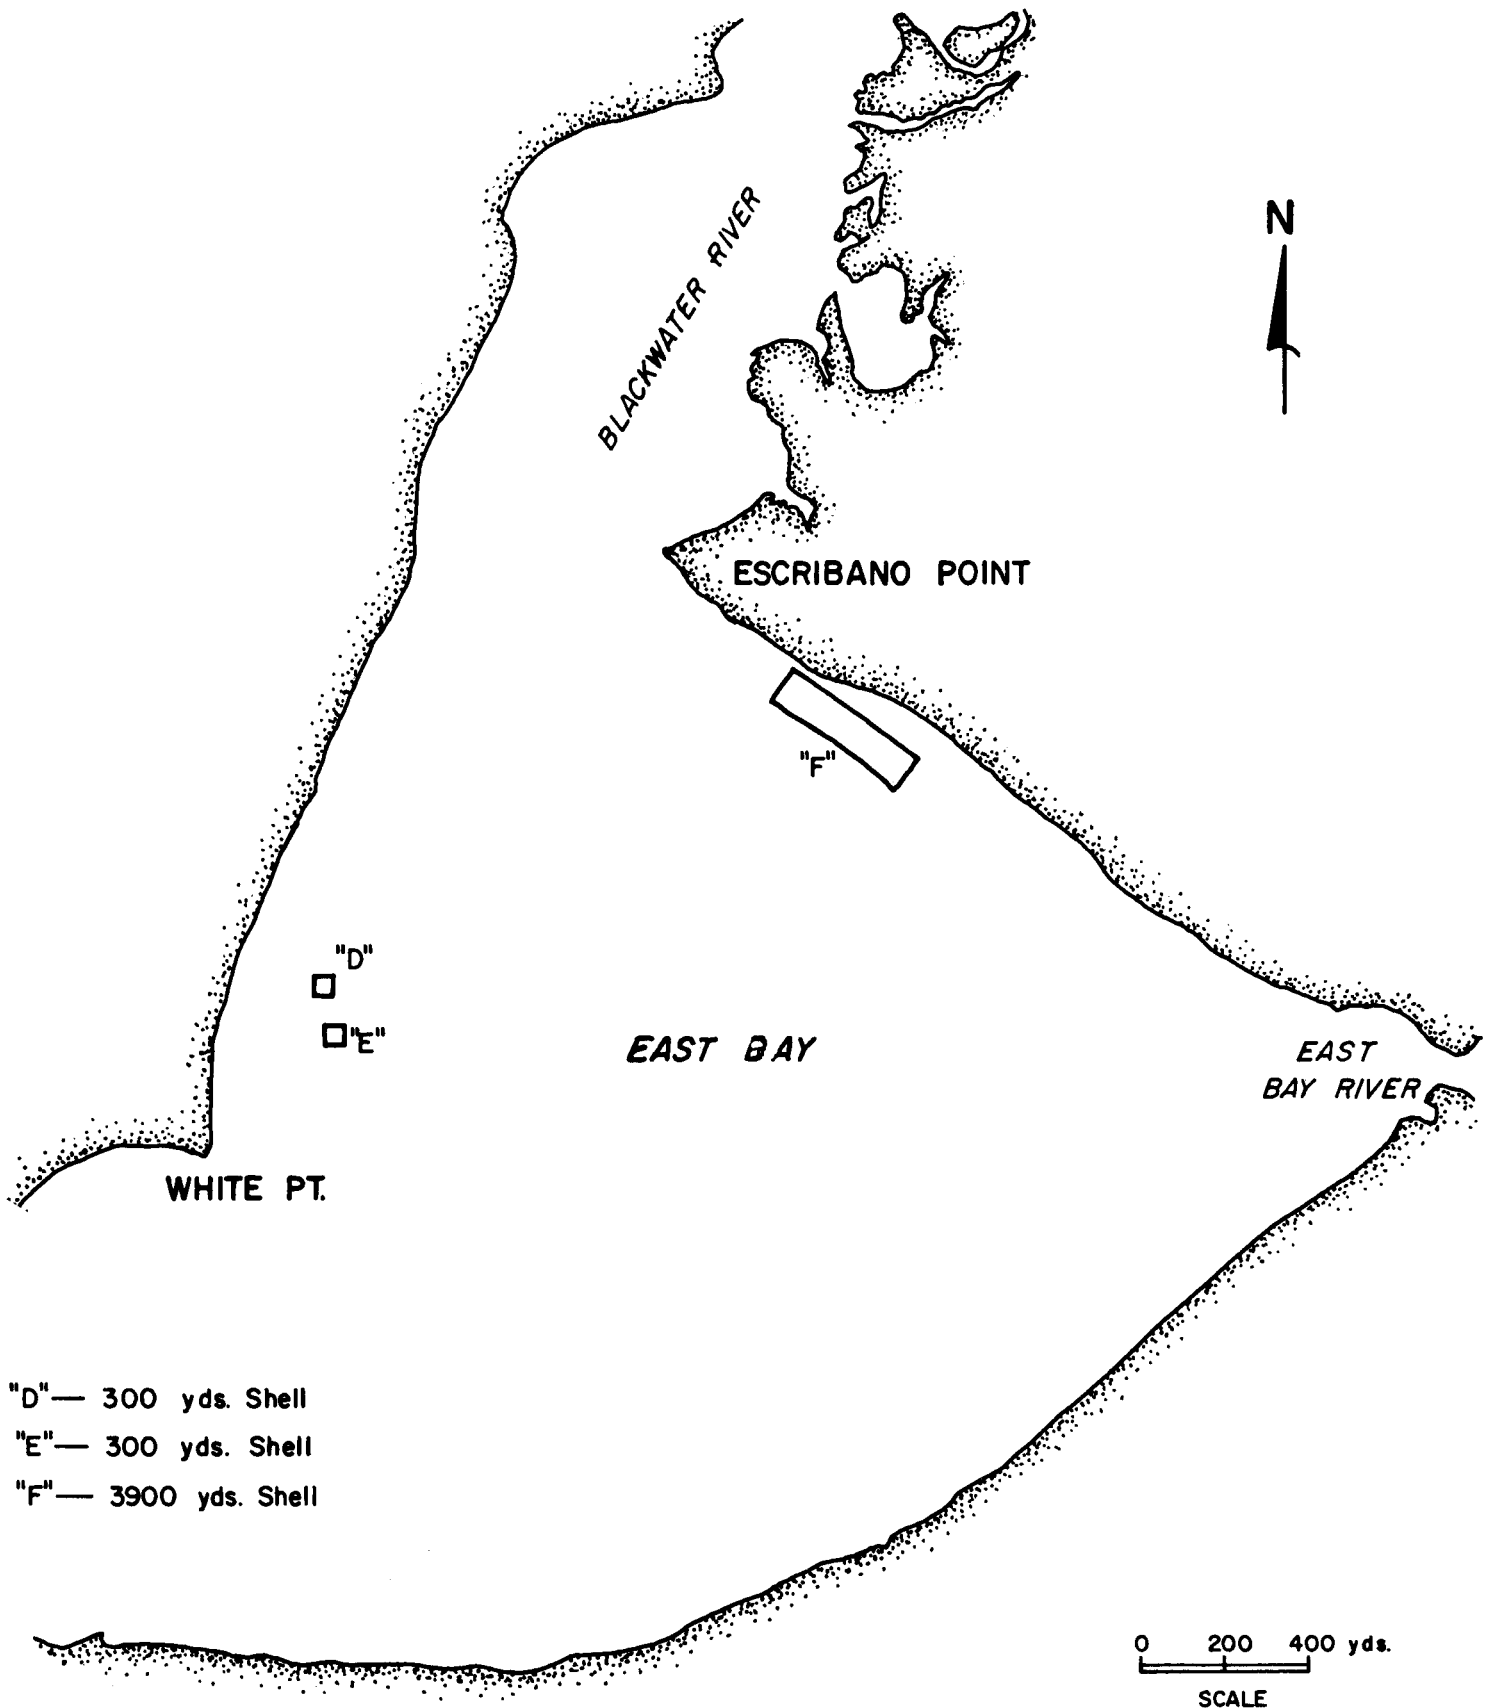 N
BLACKWATER RIVER
ESCRIBANO POINT
"F"
"D"
"E"
EAST BAY
EAST
BAY RIVER
WHITE PT.
"D" — 300 yds. Shell
"E" — 300 yds. Shell
"F" — 3900 yds. Shell
0 200 400 yds.
SCALE